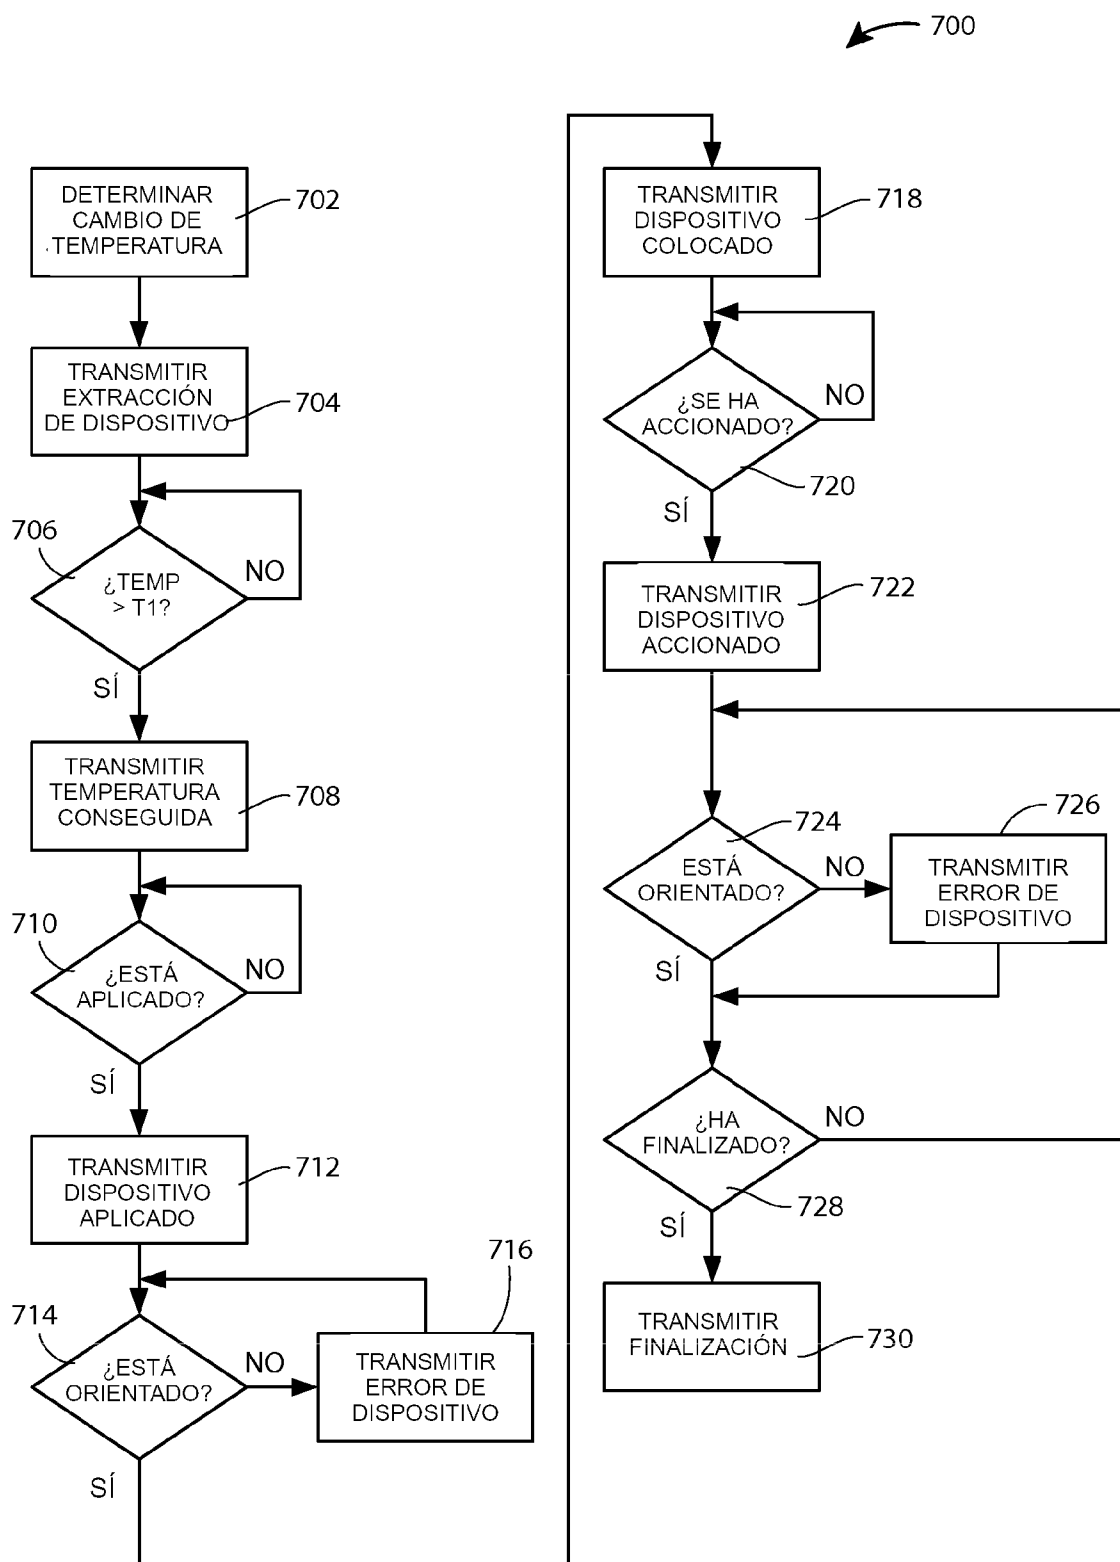 700
DETERMINAR
CAMBIO DE
TEMPERATURA
702
TRANSMITIR
EXTRACCIÓN
DE DISPOSITIVO
704
706
¿TEMP
> T1?
NO
SÍ
TRANSMITIR
TEMPERATURA
CONSEGUIDA
708
710
¿ESTÁ
APLICADO?
NO
SÍ
TRANSMITIR
DISPOSITIVO
APLICADO
712
714
¿ESTÁ
ORIENTADO?
NO
SÍ
716
TRANSMITIR
ERROR DE
DISPOSITIVO
TRANSMITIR
DISPOSITIVO
COLOCADO
718
¿SE HA
ACCIONADO?
NO
720
SÍ
TRANSMITIR
DISPOSITIVO
ACCIONADO
722
724
ESTÁ
ORIENTADO?
NO
SÍ
726
TRANSMITIR
ERROR DE
DISPOSITIVO
¿HA
FINALIZADO?
NO
728
SÍ
TRANSMITIR
FINALIZACIÓN
730